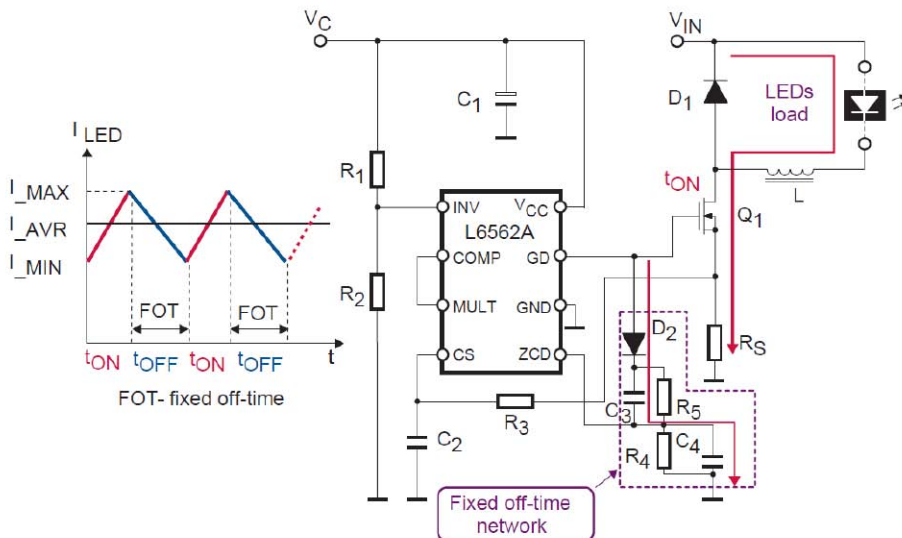 I_LED
I_MAX
I_AVR
I_MIN
FOT
FOT
tON
tOFF
tON
tOFF
t
FOT- fixed off-time
VC
C1
R1
R2
INV
VCC
L6562A
COMP
GD
MULT
GND
CS
ZCD
R3
C2
VIN
D1
LEDs
load
tON
L
Q1
RS
D2
C3
R5
R4
C4
Fixed off-time
network